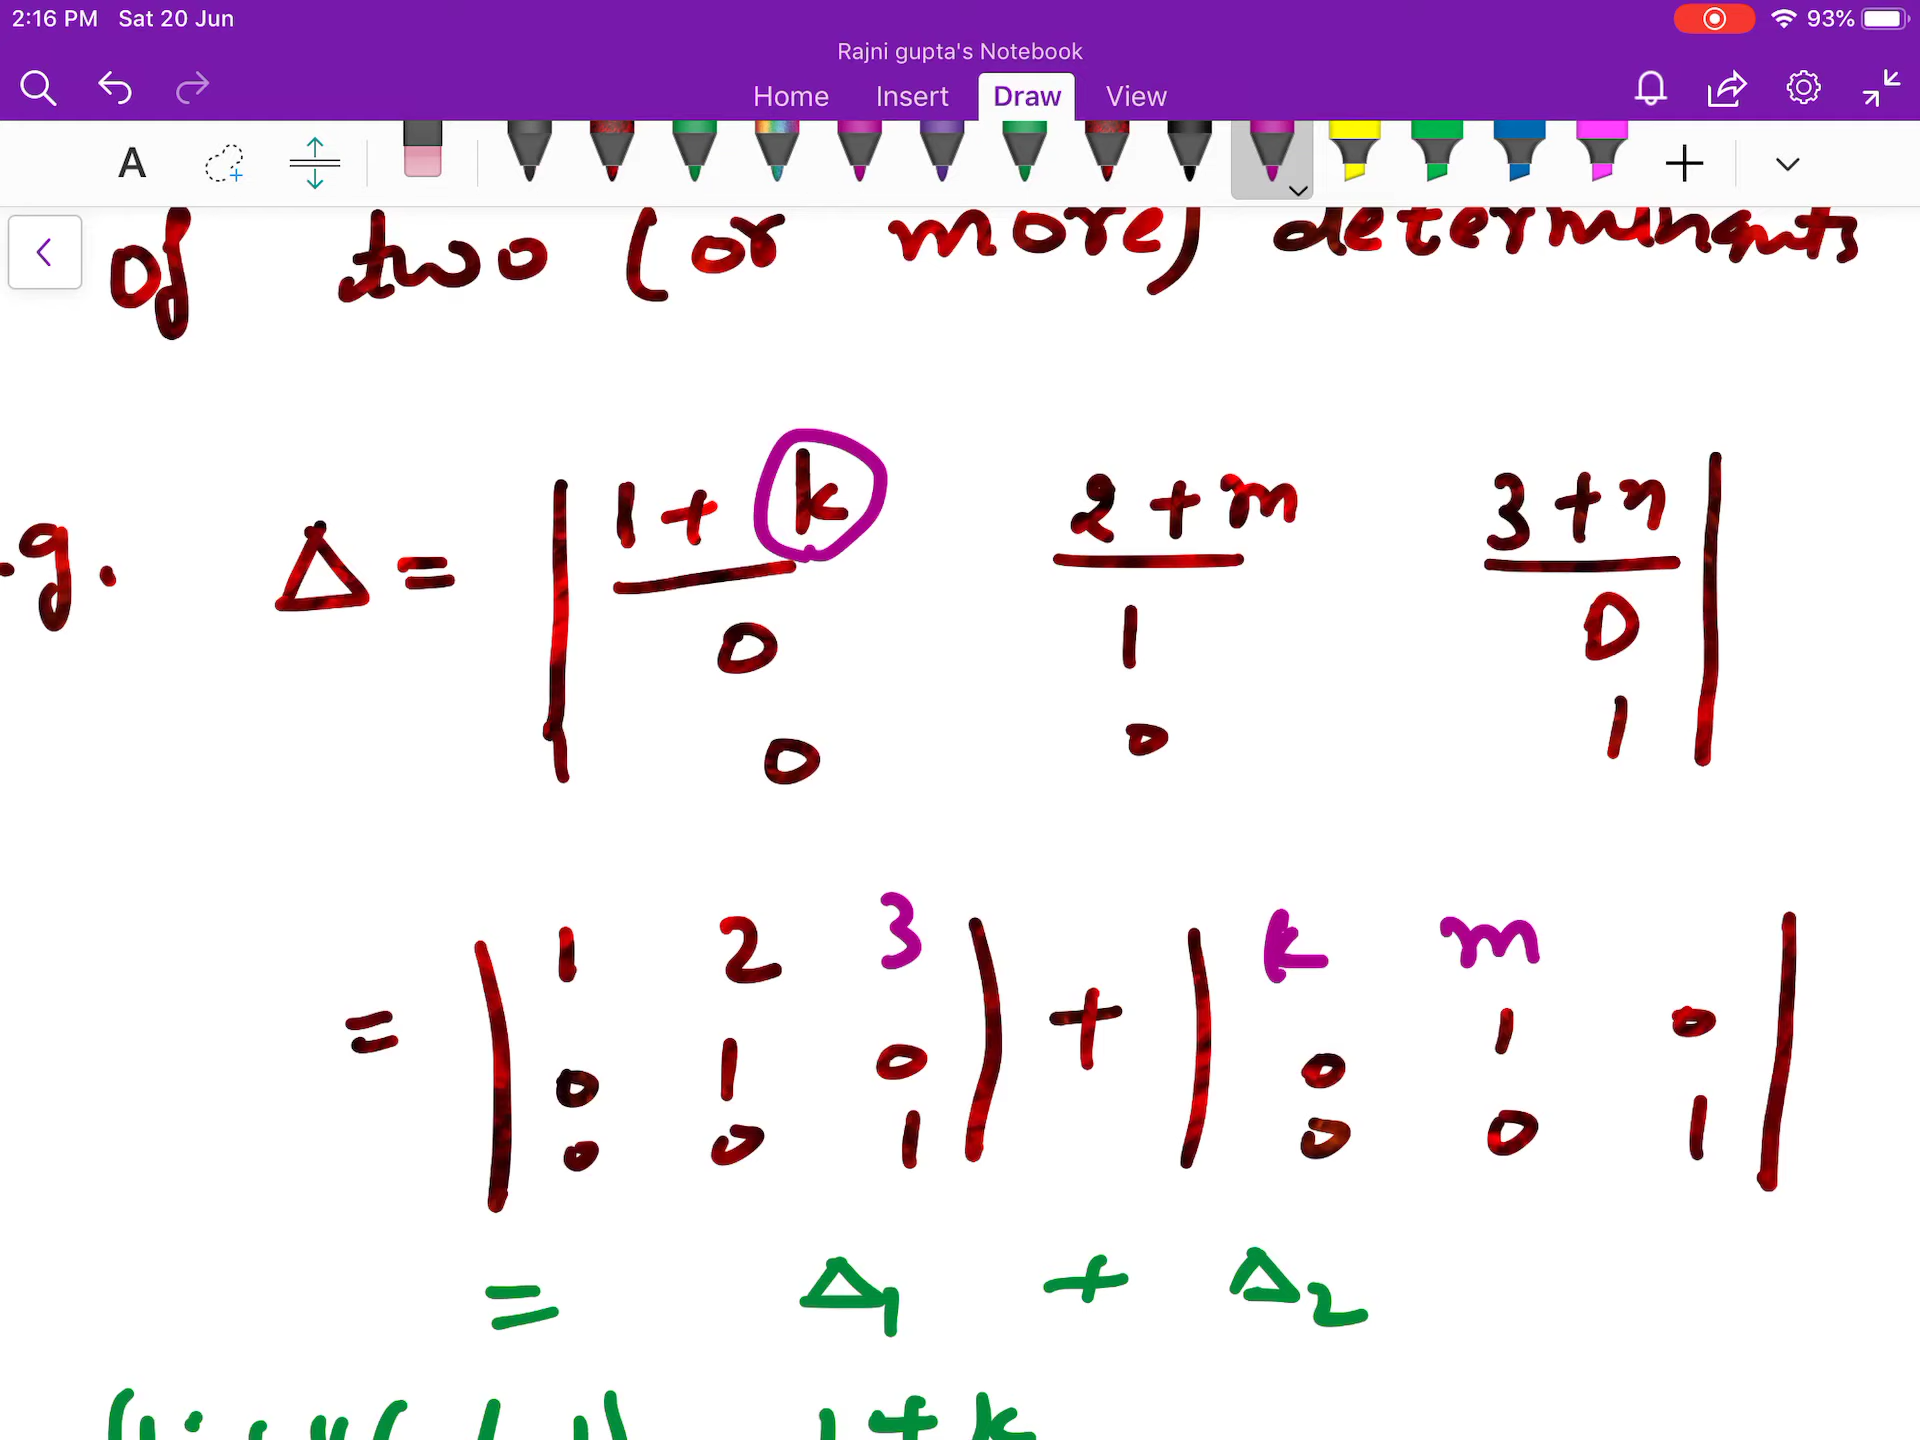 2:16 PM Sat 20 Jun 93%
Rajni gupta's Notebook
Home Insert Draw View
A
of two (or more) determinants
.g. Δ = | 1 + k 2 + m 3 + n |
0 1 0
0 0 1
= | 1 2 3 | + | k m |
0 1 0 0 1 0
0 0 1 0 0 1
= Δ1 + Δ2
1 + k